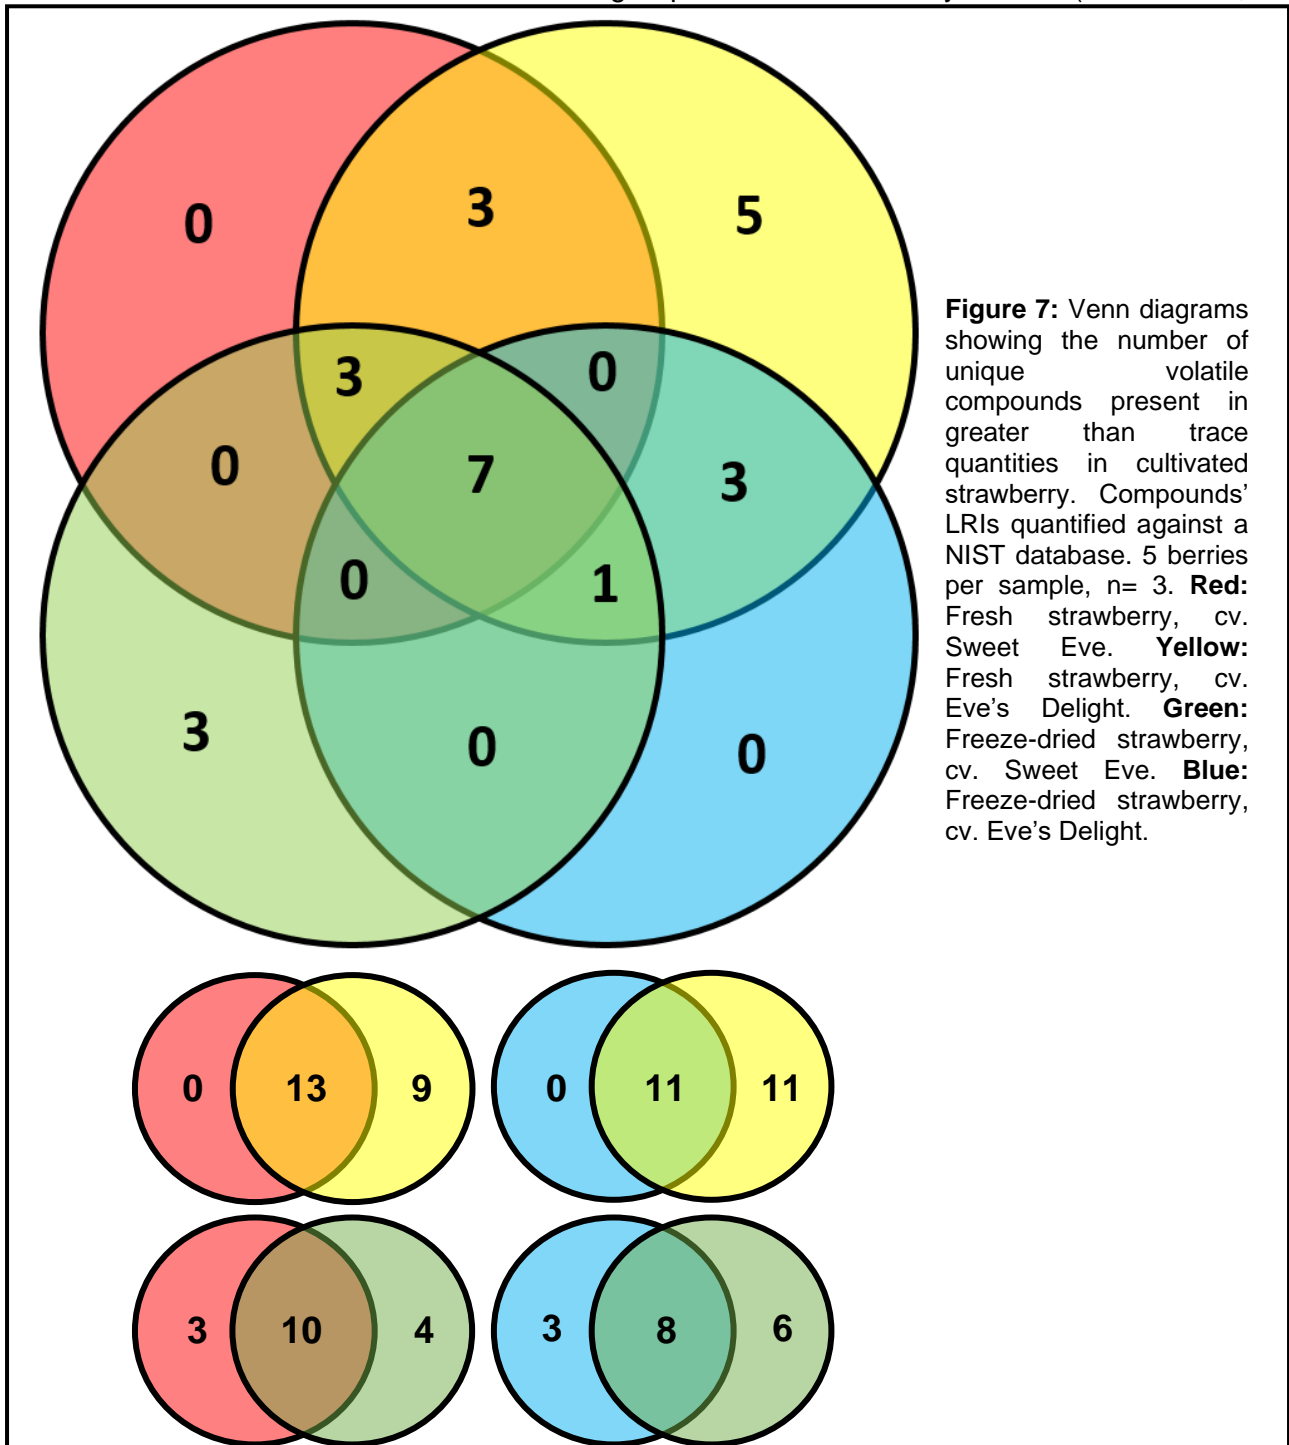 0
3
5
3
0
0
7
3
0
1
3
0
0
Figure 7: Venn diagrams
showing the number of
unique volatile
compounds present in
greater than trace
quantities in cultivated
strawberry. Compounds’
LRIs quantified against a
NIST database. 5 berries
per sample, n= 3. Red:
Fresh strawberry, cv.
Sweet Eve. Yellow:
Fresh strawberry, cv.
Eve’s Delight. Green:
Freeze-dried strawberry,
cv. Sweet Eve. Blue:
Freeze-dried strawberry,
cv. Eve’s Delight.
0 13 9
0 11 11
3 10 4
3 8 6